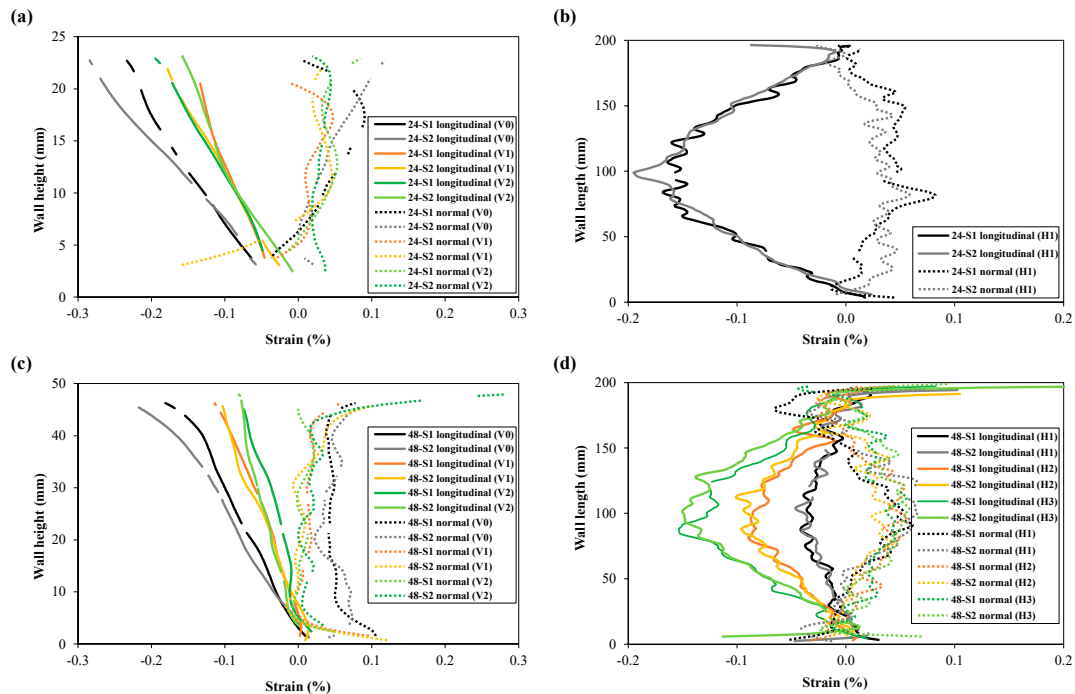 (a)
25
20
15
10
5
0
Wall height (mm)
-0.3
-0.2
-0.1
0.0
0.1
0.2
0.3
Strain (%)
24-S1 longitudinal (V0)
24-S2 longitudinal (V0)
24-S1 longitudinal (V1)
24-S2 longitudinal (V1)
24-S1 longitudinal (V2)
24-S2 longitudinal (V2)
24-S1 normal (V0)
24-S2 normal (V0)
24-S1 normal (V1)
24-S2 normal (V1)
24-S1 normal (V2)
24-S2 normal (V2)
(b)
200
150
100
50
0
Wall length (mm)
-0.2
-0.1
0.0
0.1
0.2
Strain (%)
24-S1 longitudinal (H1)
24-S2 longitudinal (H1)
24-S1 normal (H1)
24-S2 normal (H1)
(c)
50
40
30
20
10
0
Wall height (mm)
-0.3
-0.2
-0.1
0.0
0.1
0.2
0.3
Strain (%)
48-S1 longitudinal (V0)
48-S2 longitudinal (V0)
48-S1 longitudinal (V1)
48-S2 longitudinal (V1)
48-S1 longitudinal (V2)
48-S2 longitudinal (V2)
48-S1 normal (V0)
48-S2 normal (V0)
48-S1 normal (V1)
48-S2 normal (V1)
48-S1 normal (V2)
48-S2 normal (V2)
(d)
200
150
100
50
0
Wall length (mm)
-0.2
-0.1
0.0
0.1
0.2
Strain (%)
48-S1 longitudinal (H1)
48-S2 longitudinal (H1)
48-S1 longitudinal (H2)
48-S2 longitudinal (H2)
48-S1 longitudinal (H3)
48-S2 longitudinal (H3)
48-S1 normal (H1)
48-S2 normal (H1)
48-S1 normal (H2)
48-S2 normal (H2)
48-S1 normal (H3)
48-S2 normal (H3)